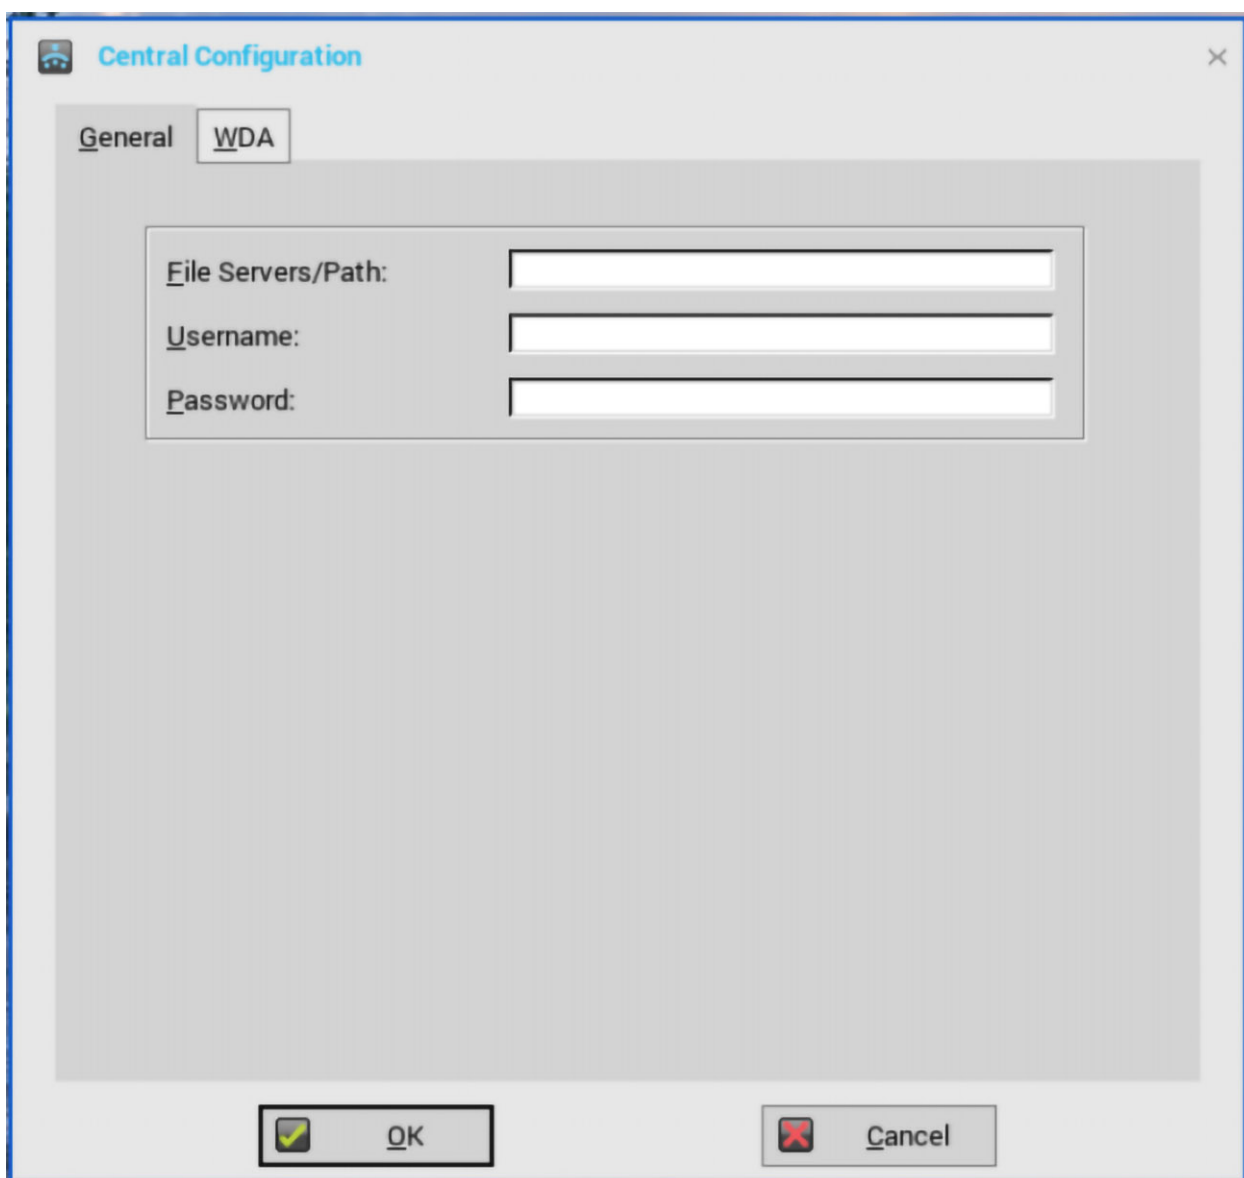 Central Configuration
General WDA
File Servers/Path:
Username:
Password:
OK Cancel